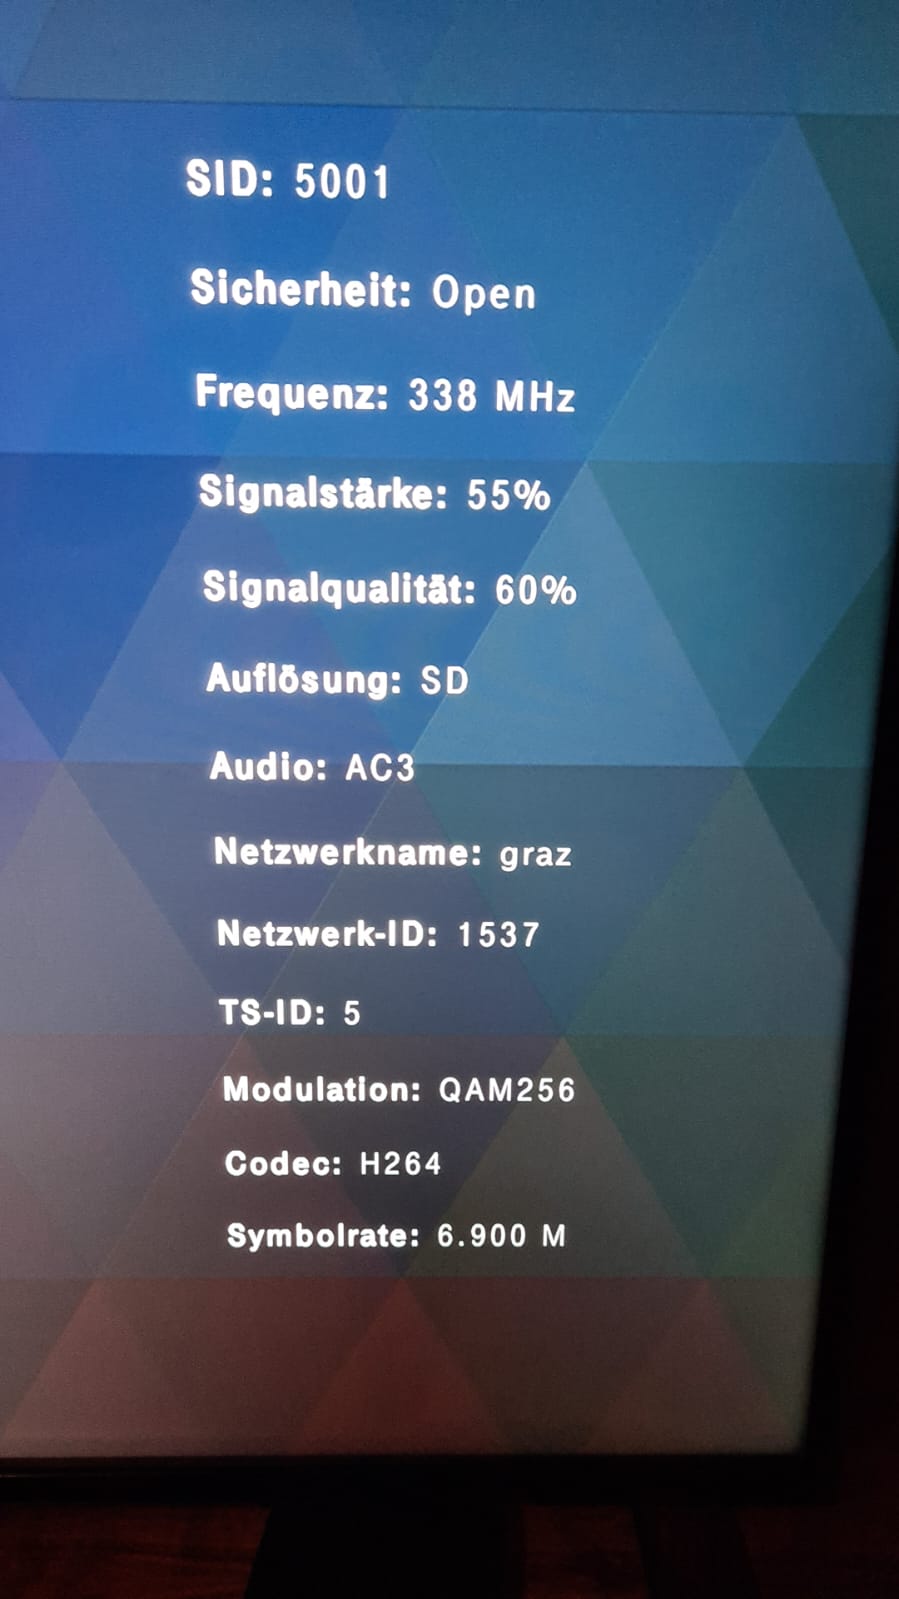 SID: 5001
Sicherheit: Open
Frequenz: 338 MHz
Signalstärke: 55%
Signalqualität: 60%
Auflösung: SD
Audio: AC3
Netzwerkname: graz
Netzwerk-ID: 1537
TS-ID: 5
Modulation: QAM256
Codec: H264
Symbolrate: 6.900 M